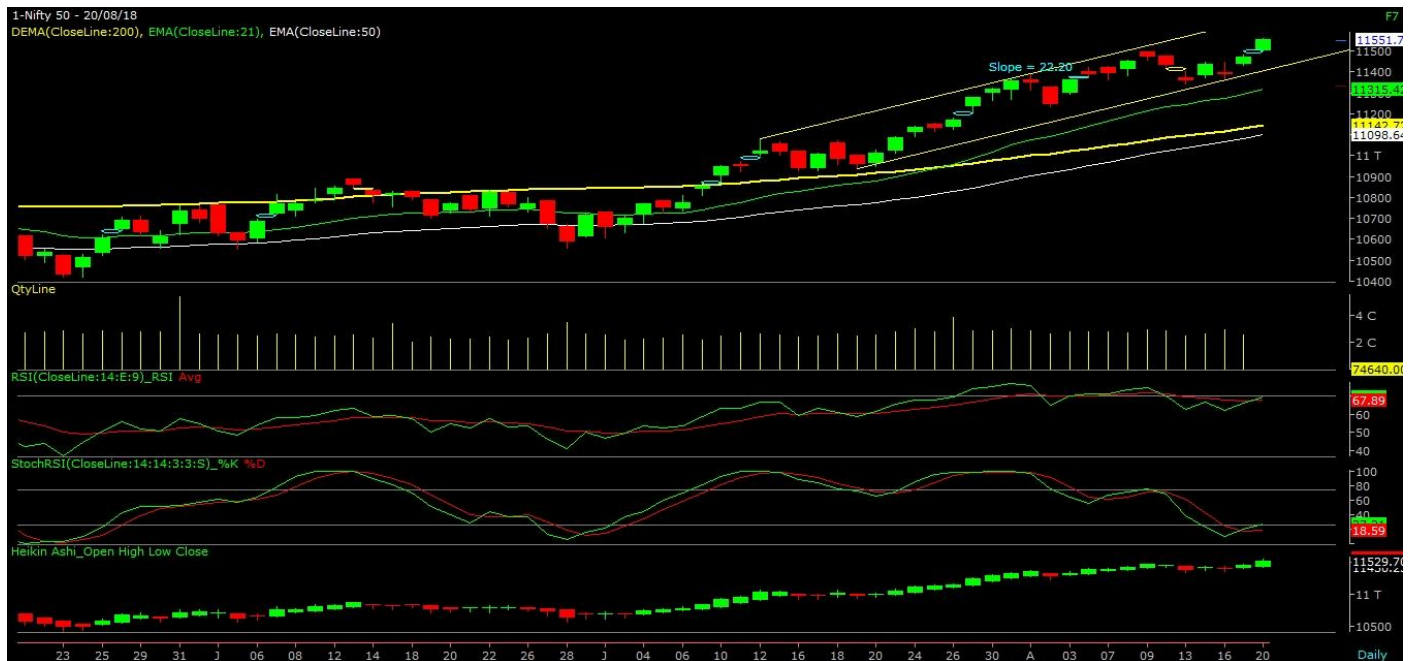 1-Nifty 50 - 20/08/18
F7
DEMA(CloseLine:200), EMA(CloseLine:21), EMA(CloseLine:50)
11551.7
11500
Slope = 22.20
11400
11315.42
11200
11142.73
11098.64
11 T
10900
10800
10700
10600
10500
10400
QtyLine
4 C
2 C
74640.00
RSI(CloseLine:14:E:9)_RSI Avg
67.89
60
50
40
StochRSI(CloseLine:14:14:3:3:S)_%K %D
100
80
60
40
18.59
Heikin Ashi_Open High Low Close
11529.70
11 T
10500
23 25 29 31 J 06 08 12 14 18 20 22 26 28 J 04 06 10 12 16 18 20 24 26 30 A 03 07 09 13 16 20
Daily